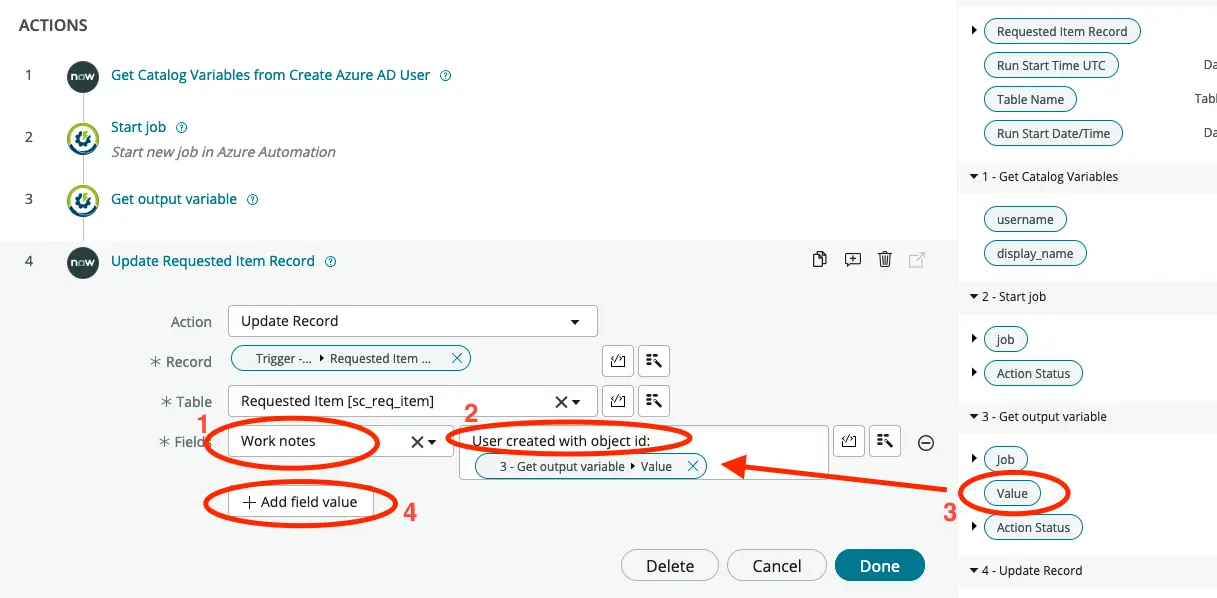 ACTIONS
1 now Get Catalog Variables from Create Azure AD User ?
2 Start job ?
Start new job in Azure Automation
3 Get output variable ?
4 now Update Requested Item Record ?
Action Update Record
* Record Trigger -... Requested Item ...
* Table Requested Item [sc_req_item]
1 2
* Fields Work notes User created with object id:
3 - Get output variable Value
+ Add field value 4
3
Delete Cancel Done
Requested Item Record
Run Start Time UTC Da
Table Name Tabl
Run Start Date/Time Da
1 - Get Catalog Variables
username
display_name
2 - Start job
job
Action Status
3 - Get output variable
Job
Value
Action Status
4 - Update Record